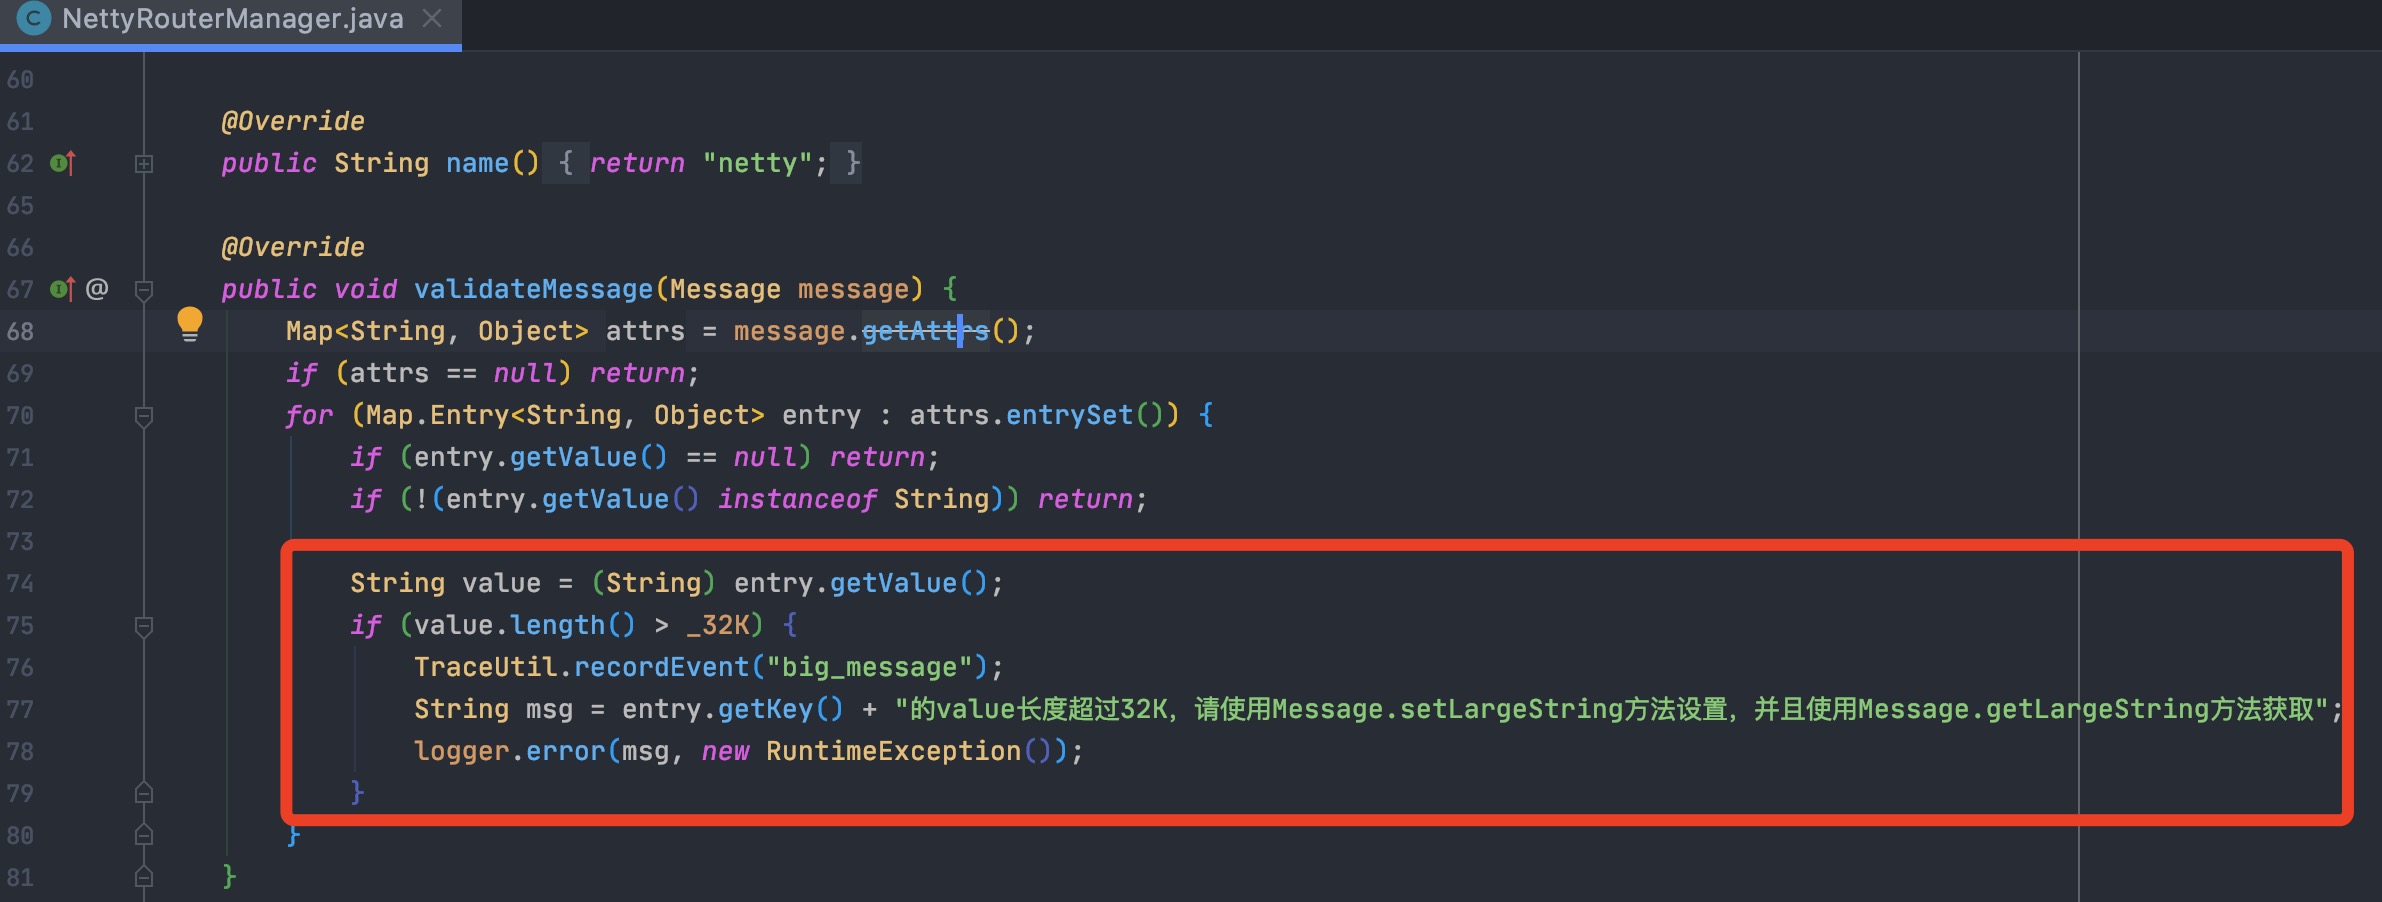 NettyRouterManager.java
60
61 @Override
62 public String name() { return "netty"; }
65
66 @Override
67 @ public void validateMessage(Message message) {
68 Map<String, Object> attrs = message.getAttrs();
69 if (attrs == null) return;
70 for (Map.Entry<String, Object> entry : attrs.entrySet()) {
71 if (entry.getValue() == null) return;
72 if (!(entry.getValue() instanceof String)) return;
73
74 String value = (String) entry.getValue();
75 if (value.length() > _32K) {
76 TraceUtil.recordEvent("big_message");
77 String msg = entry.getKey() + "的value长度超过32K，请使用Message.setLargeString方法设置，并且使用Message.getLargeString方法获取";
78 logger.error(msg, new RuntimeException());
79 }
80 }
81 }